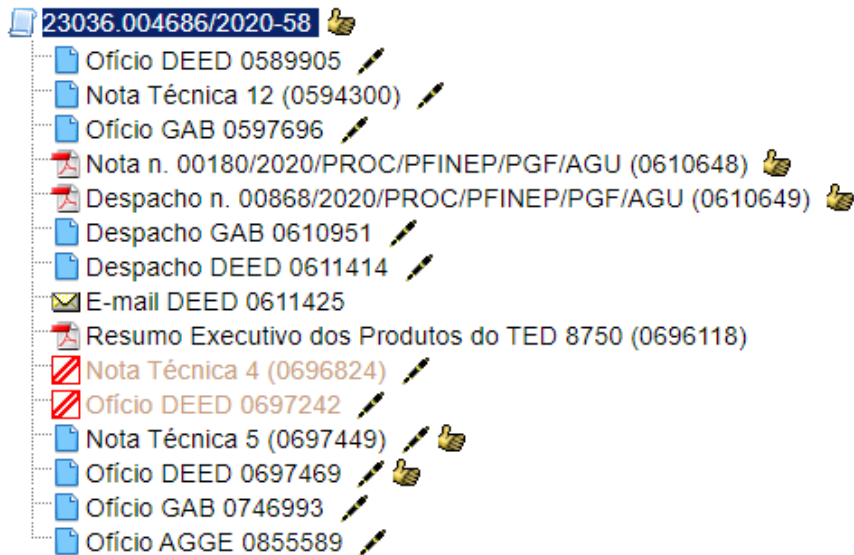 23036.004686/2020-58
Ofício DEED 0589905
Nota Técnica 12 (0594300)
Ofício GAB 0597696
Nota n. 00180/2020/PROC/PFINEP/PGF/AGU (0610648)
Despacho n. 00868/2020/PROC/PFINEP/PGF/AGU (0610649)
Despacho GAB 0610951
Despacho DEED 0611414
E-mail DEED 0611425
Resumo Executivo dos Produtos do TED 8750 (0696118)
Nota Técnica 4 (0696824)
Ofício DEED 0697242
Nota Técnica 5 (0697449)
Ofício DEED 0697469
Ofício GAB 0746993
Ofício AGGE 0855589